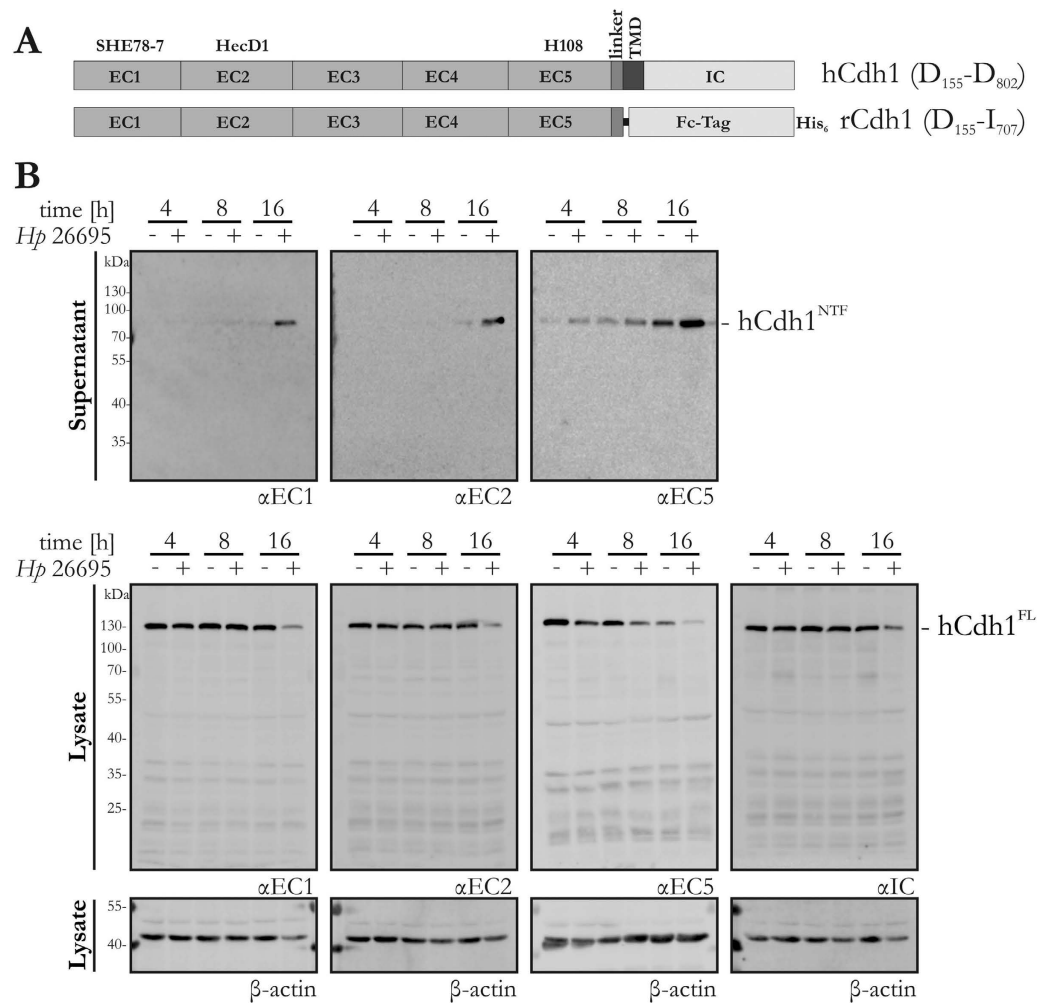 A
SHE78-7 HecD1 H108 linker TMD
EC1 EC2 EC3 EC4 EC5 IC hCdh1 (D155-D802)
EC1 EC2 EC3 EC4 EC5 Fc-Tag His6 rCdh1 (D155-I707)
B
time [h] 4 8 16 4 8 16 4 8 16
Hp 26695 - + - + - + - + - + - + - + - + - +
Supernatant
kDa
130-
100-
70-
55-
40-
35-
- hCdh1NTF
αEC1 αEC2 αEC5
time [h] 4 8 16 4 8 16 4 8 16 4 8 16
Hp 26695 - + - + - + - + - + - + - + - + - + - + - + - +
Lysate
kDa
130-
100-
70-
55-
40-
35-
25-
- hCdh1FL
αEC1 αEC2 αEC5 αIC
Lysate
55-
40-
β-actin β-actin β-actin β-actin